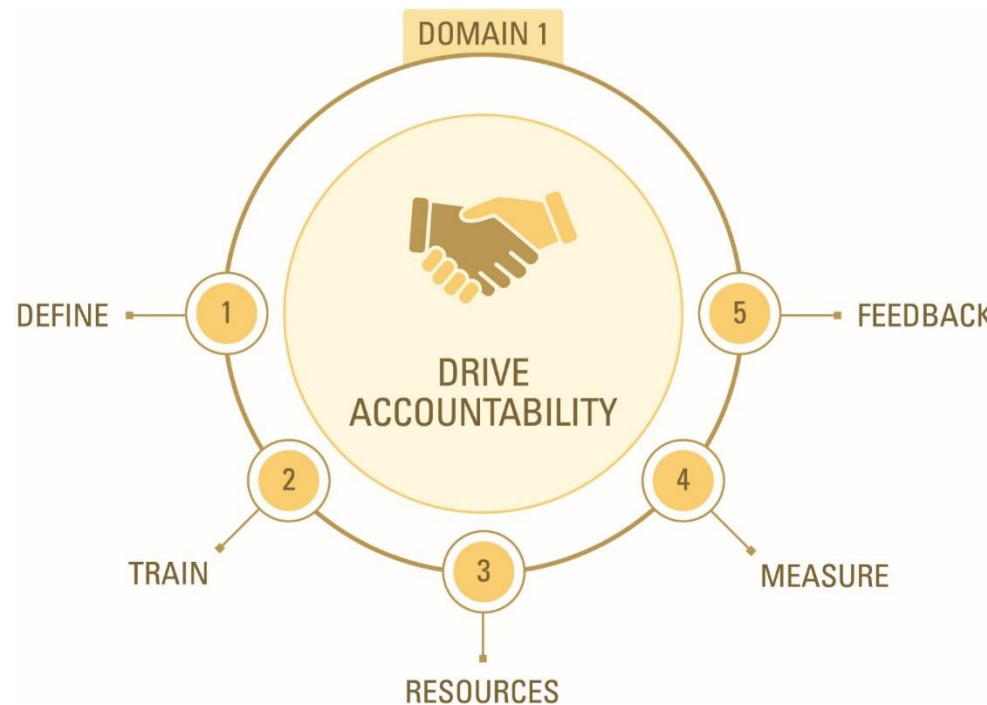 DOMAIN 1
DRIVE
ACCOUNTABILITY
1
DEFINE
2
TRAIN
3
RESOURCES
4
MEASURE
5
FEEDBACK